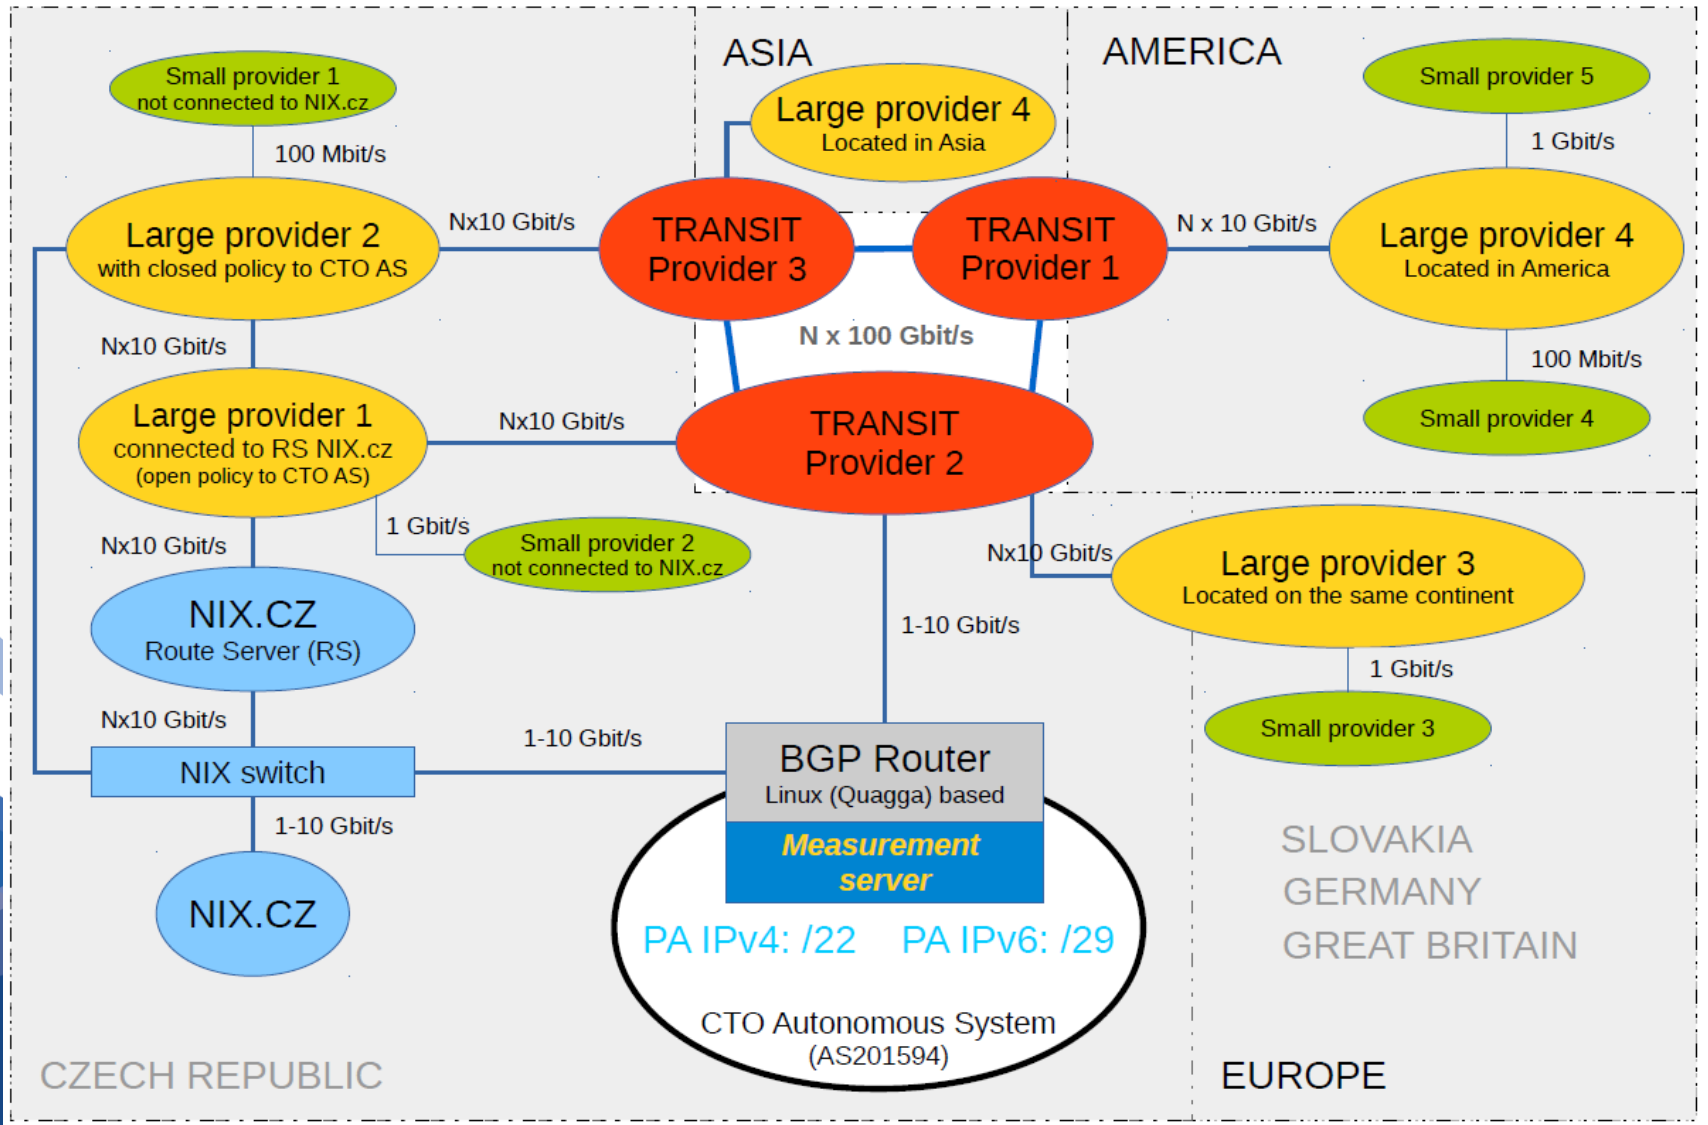 ASIA
AMERICA
Small provider 1
not connected to NIX.cz
Large provider 4
Located in Asia
Small provider 5
100 Mbit/s
1 Gbit/s
Large provider 2
with closed policy to CTO AS
Nx10 Gbit/s
TRANSIT
Provider 3
TRANSIT
Provider 1
N x 10 Gbit/s
Large provider 4
Located in America
N x 100 Gbit/s
Nx10 Gbit/s
100 Mbit/s
Large provider 1
connected to RS NIX.cz
(open policy to CTO AS)
Nx10 Gbit/s
TRANSIT
Provider 2
Small provider 4
1 Gbit/s
Nx10 Gbit/s
Small provider 2
not connected to NIX.cz
Nx10 Gbit/s
Large provider 3
Located on the same continent
NIX.CZ
Route Server (RS)
1-10 Gbit/s
1 Gbit/s
Nx10 Gbit/s
1-10 Gbit/s
Small provider 3
NIX switch
BGP Router
Linux (Quagga) based
1-10 Gbit/s
Measurement
server
SLOVAKIA
GERMANY
GREAT BRITAIN
NIX.CZ
PA IPv4: /22 PA IPv6: /29
CTO Autonomous System
(AS201594)
CZECH REPUBLIC
EUROPE